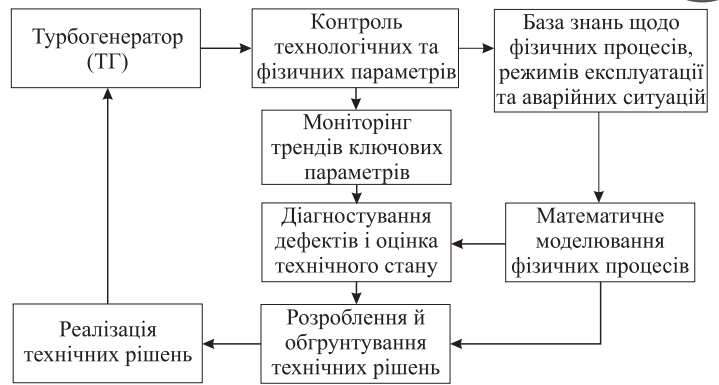 Турбогенератор
(ТГ)
Контроль
технологічних та
фізичних параметрів
База знань щодо
фізичних процесів,
режимів експлуатації
та аварійних ситуацій
Моніторінг
трендів ключових
параметрів
Діагностування
дефектів і оцінка
технічного стану
Математичне
моделювання
фізичних процесів
Реалізація
технічних рішень
Розроблення й
обгрунтування
технічних рішень